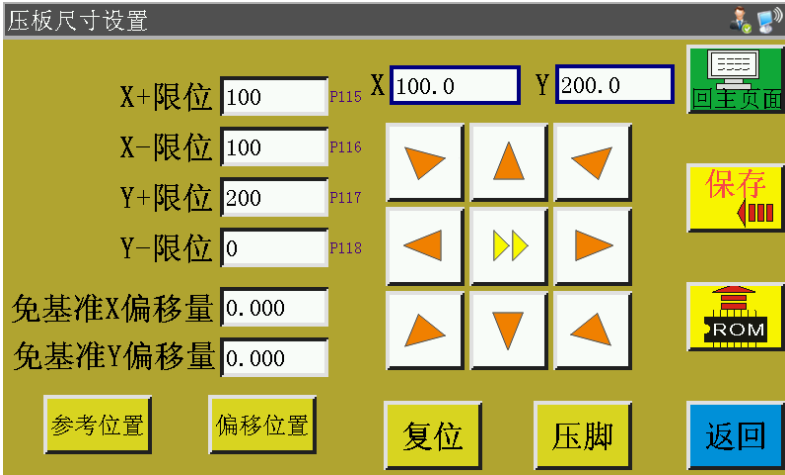 压板尺寸设置
X+限位 100 P115 X 100.0 Y 200.0
回主页面
X-限位 100 P116
Y+限位 200 P117
保存
Y-限位 0 P118
免基准X偏移量 0.000
ROM
免基准Y偏移量 0.000
参考位置 偏移位置 复位 压脚 返回